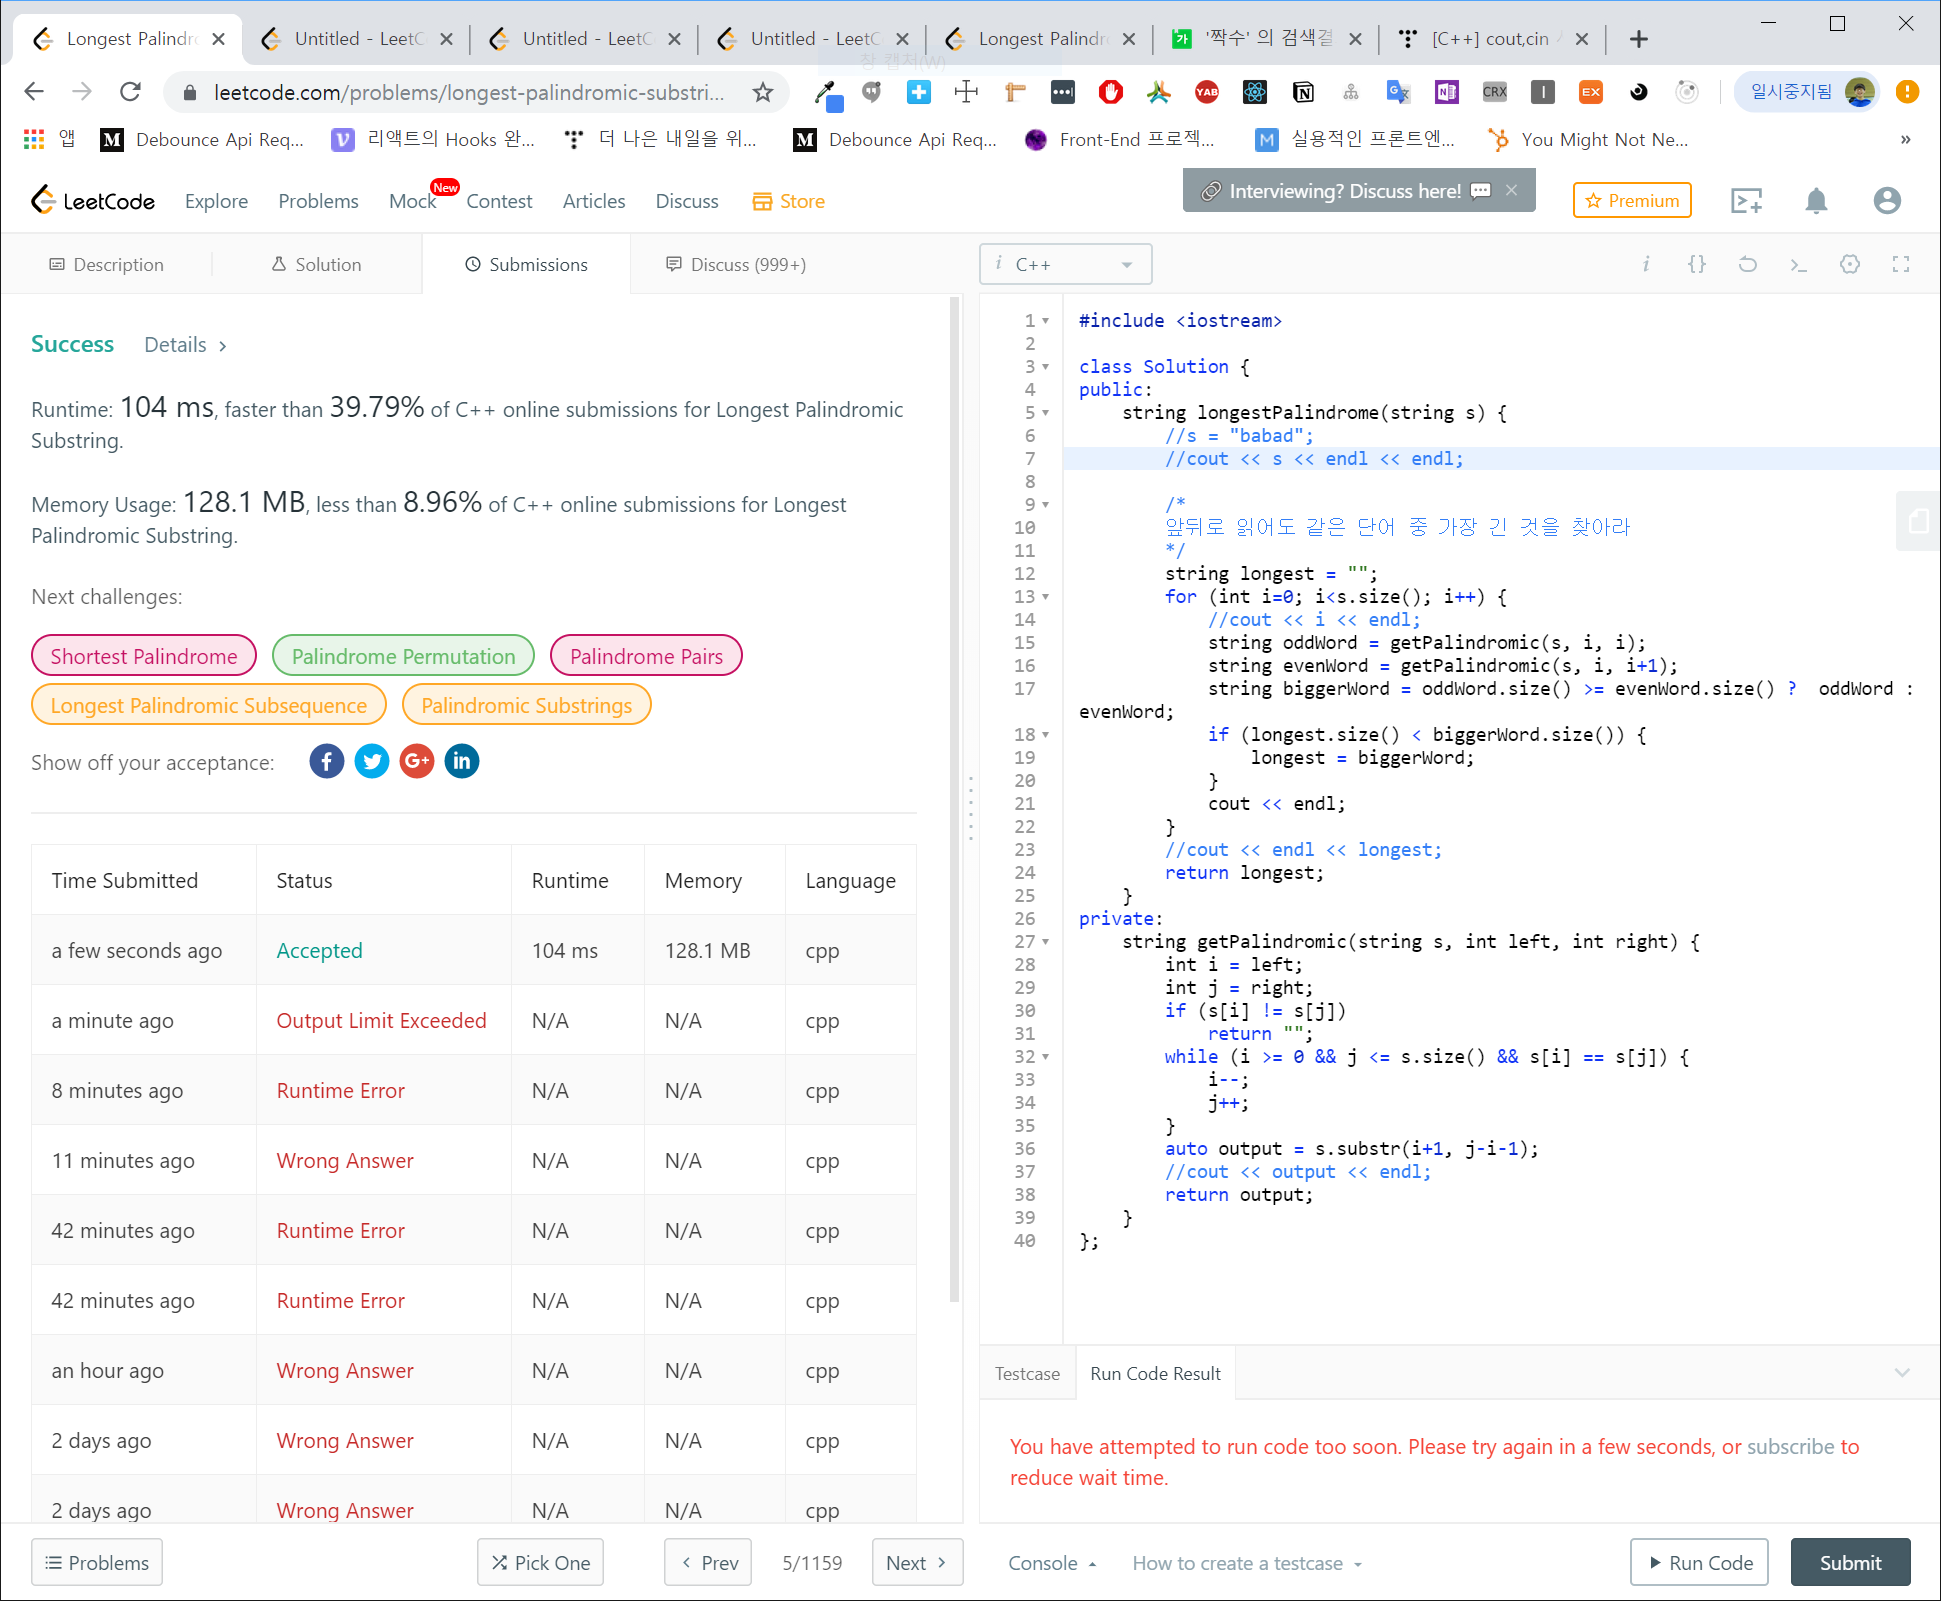 Longest Palindro
Untitled - LeetC
Untitled - LeetC
Untitled - LeetC
Longest Palindr
'짝수' 의 검색결
[C++] cout,cin
창 캡처(W)
leetcode.com/problems/longest-palindromic-substri...
일시중지됨
앱
Debounce Api Req...
리액트의 Hooks 완...
더 나은 내일을 위...
Debounce Api Req...
Front-End 프로젝...
실용적인 프론트엔...
You Might Not Ne...
»
LeetCode
Explore
Problems
Mock
New
Contest
Articles
Discuss
Store
Interviewing? Discuss here!
Premium
Description
Solution
Submissions
Discuss (999+)
i C++
Success
Details >
Runtime: 104 ms, faster than 39.79% of C++ online submissions for Longest Palindromic
Substring.
Memory Usage: 128.1 MB, less than 8.96% of C++ online submissions for Longest
Palindromic Substring.
Next challenges:
Shortest Palindrome
Palindrome Permutation
Palindrome Pairs
Longest Palindromic Subsequence
Palindromic Substrings
Show off your acceptance:
Time Submitted Status Runtime Memory Language
a few seconds ago Accepted 104 ms 128.1 MB cpp
a minute ago Output Limit Exceeded N/A N/A cpp
8 minutes ago Runtime Error N/A N/A cpp
11 minutes ago Wrong Answer N/A N/A cpp
42 minutes ago Runtime Error N/A N/A cpp
42 minutes ago Runtime Error N/A N/A cpp
an hour ago Wrong Answer N/A N/A cpp
2 days ago Wrong Answer N/A N/A cpp
2 days ago Wrong Answer N/A N/A cpp
1 #include <iostream>
2
3 class Solution {
4 public:
5 string longestPalindrome(string s) {
6 //s = "babad";
7 //cout << s << endl << endl;
8
9 /*
10 앞뒤로 읽어도 같은 단어 중 가장 긴 것을 찾아라
11 */
12 string longest = "";
13 for (int i=0; i<s.size(); i++) {
14 //cout << i << endl;
15 string oddWord = getPalindromic(s, i, i);
16 string evenWord = getPalindromic(s, i, i+1);
17 string biggerWord = oddWord.size() >= evenWord.size() ? oddWord :
evenWord;
18 if (longest.size() < biggerWord.size()) {
19 longest = biggerWord;
20 }
21 cout << endl;
22 }
23 //cout << endl << longest;
24 return longest;
25 }
26 private:
27 string getPalindromic(string s, int left, int right) {
28 int i = left;
29 int j = right;
30 if (s[i] != s[j])
31 return "";
32 while (i >= 0 && j <= s.size() && s[i] == s[j]) {
33 i--;
34 j++;
35 }
36 auto output = s.substr(i+1, j-i-1);
37 //cout << output << endl;
38 return output;
39 }
40 };
Testcase
Run Code Result
You have attempted to run code too soon. Please try again in a few seconds, or subscribe to
reduce wait time.
Problems
Pick One
Prev
5/1159
Next
Console
How to create a testcase
Run Code
Submit